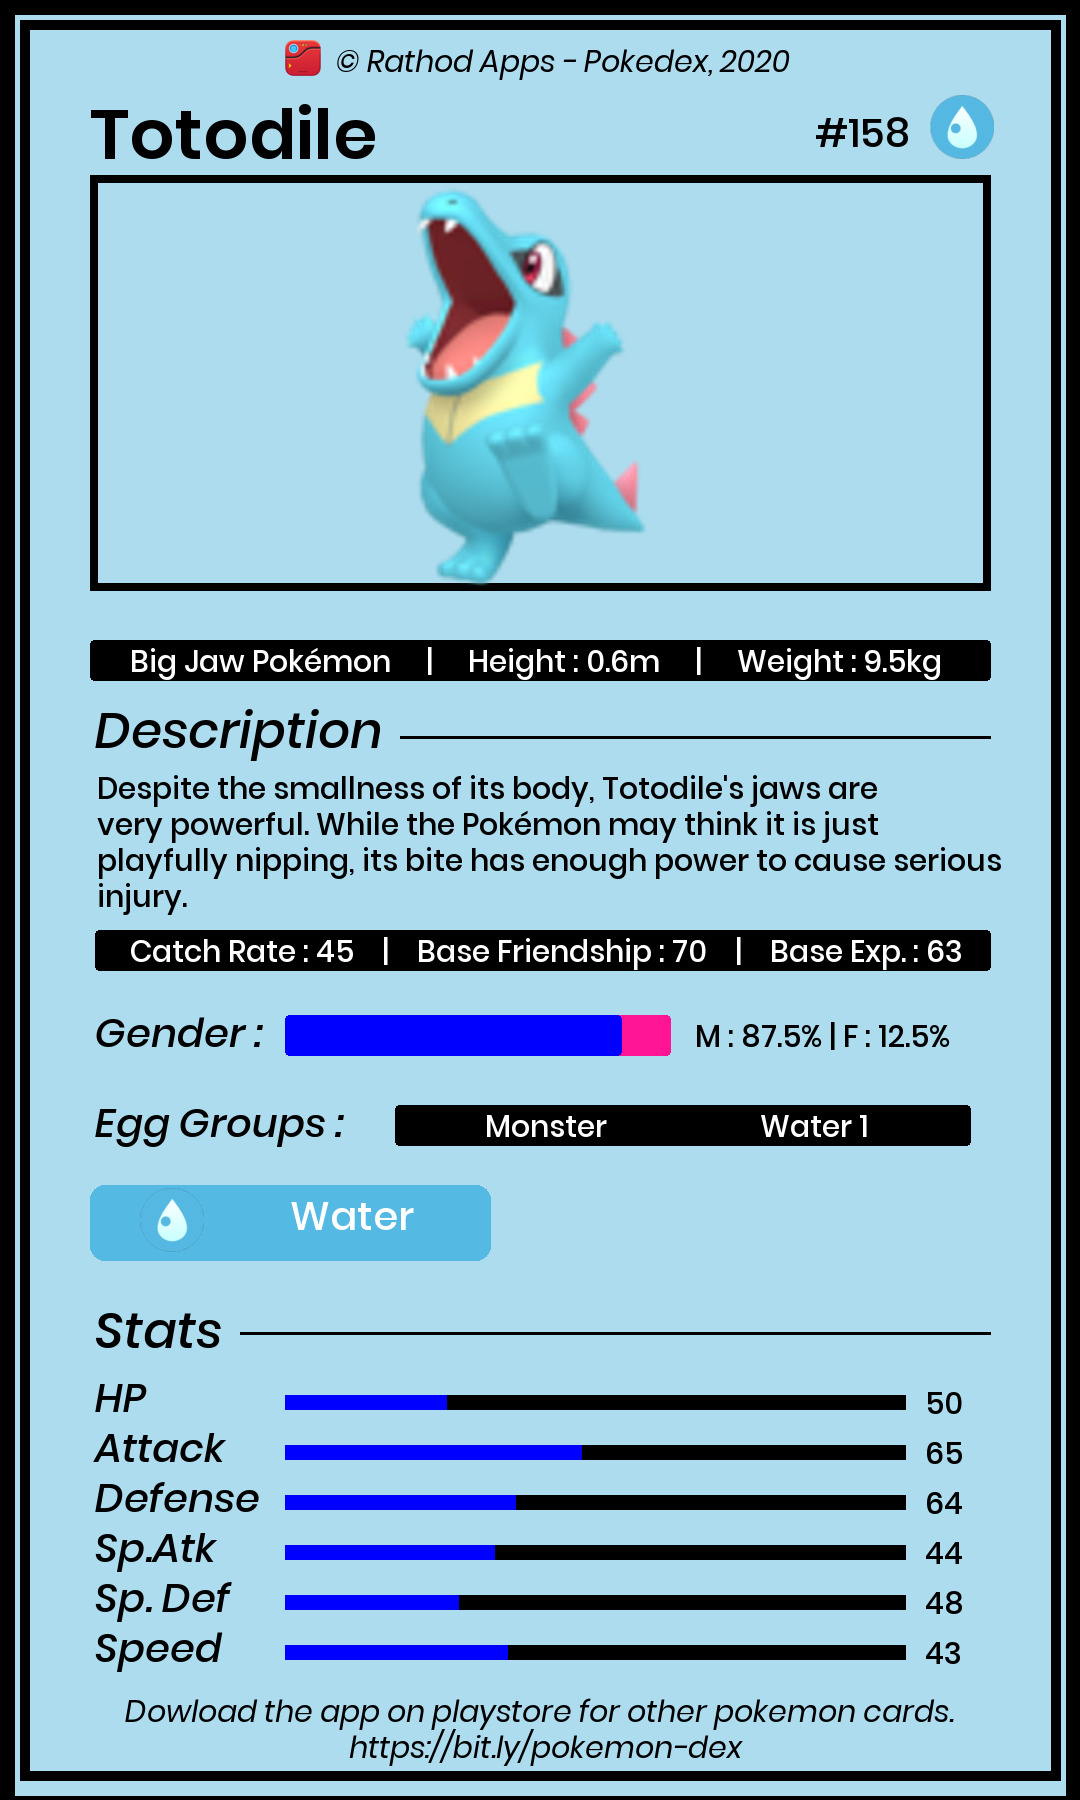 © Rathod Apps - Pokedex, 2020
Totodile
#158
Big Jaw Pokémon | Height : 0.6m | Weight : 9.5kg
Description
Despite the smallness of its body, Totodile's jaws are
very powerful. While the Pokémon may think it is just
playfully nipping, its bite has enough power to cause serious
injury.
Catch Rate : 45 | Base Friendship : 70 | Base Exp. : 63
Gender : M : 87.5% | F : 12.5%
Egg Groups : Monster Water 1
Water
Stats
HP 50
Attack 65
Defense 64
Sp.Atk 44
Sp. Def 48
Speed 43
Dowload the app on playstore for other pokemon cards.
https://bit.ly/pokemon-dex